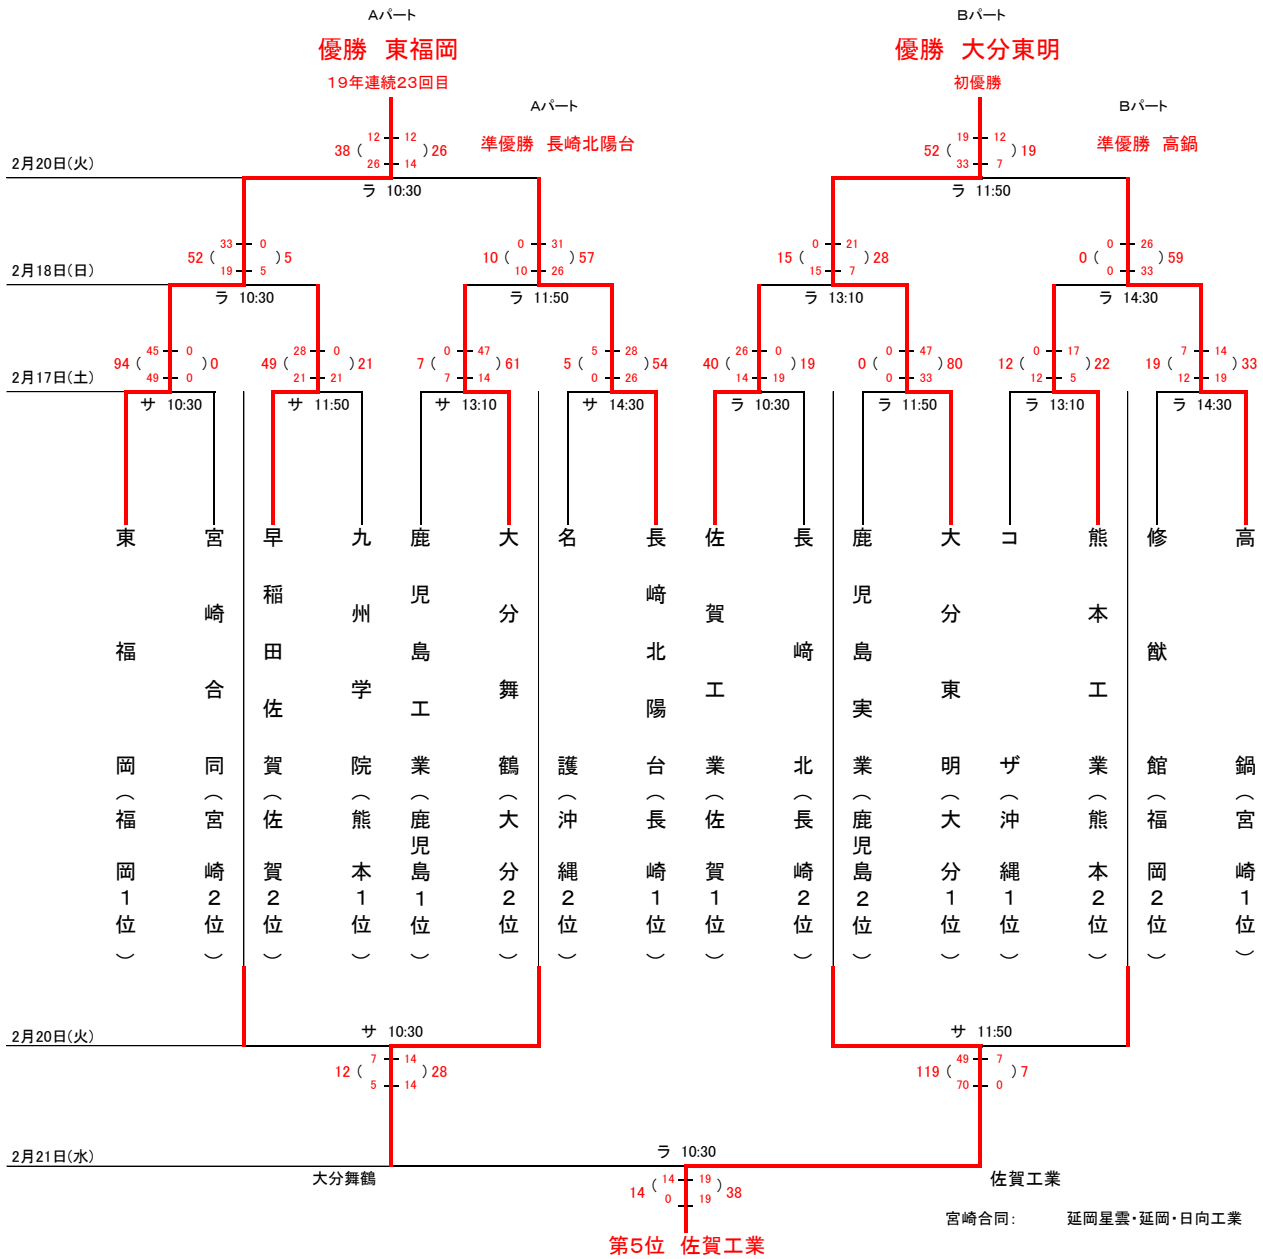 Aパート
Bパート
優勝 東福岡
優勝 大分東明
19年連続23回目
初優勝
Aパート
Bパート
準優勝 長崎北陽台
準優勝 高鍋
2月20日(火)
38 ( 12 12 ) 26
26 14
52 ( 19 12 ) 19
33 7
ラ 10:30
ラ 11:50
2月18日(日)
52 ( 33 0 ) 5
19 5
10 ( 0 31 ) 57
10 26
15 ( 0 21 ) 28
15 7
0 ( 0 26 ) 59
0 33
ラ 10:30
ラ 11:50
ラ 13:10
ラ 14:30
2月17日(土)
94 ( 45 0 ) 0
49 0
49 ( 28 0 ) 21
21 21
7 ( 0 47 ) 61
7 14
5 ( 5 28 ) 54
0 26
40 ( 26 0 ) 19
14 19
0 ( 0 47 ) 80
0 33
12 ( 0 17 ) 22
12 5
19 ( 7 14 ) 33
12 19
サ 10:30
サ 11:50
サ 13:10
サ 14:30
ラ 10:30
ラ 11:50
ラ 13:10
ラ 14:30
東福岡(福岡1位)
宮崎合同(宮崎2位)
早稲田佐賀(佐賀2位)
九州学院(熊本1位)
鹿児島工業(鹿児島1位)
大分舞鶴(大分2位)
名護(沖縄2位)
長崎北陽台(長崎1位)
佐賀工業(佐賀1位)
長崎北(長崎2位)
鹿児島実業(鹿児島2位)
大分東明(大分1位)
コザ(沖縄1位)
熊本工業(熊本2位)
修猷館(福岡2位)
高鍋(宮崎1位)
2月20日(火)
サ 10:30
サ 11:50
12 ( 7 14 ) 28
5 14
119 ( 49 7 ) 7
70 0
2月21日(水)
ラ 10:30
大分舞鶴
佐賀工業
14 ( 14 19 ) 38
0 19
宮崎合同: 延岡星雲・延岡・日向工業
第5位 佐賀工業